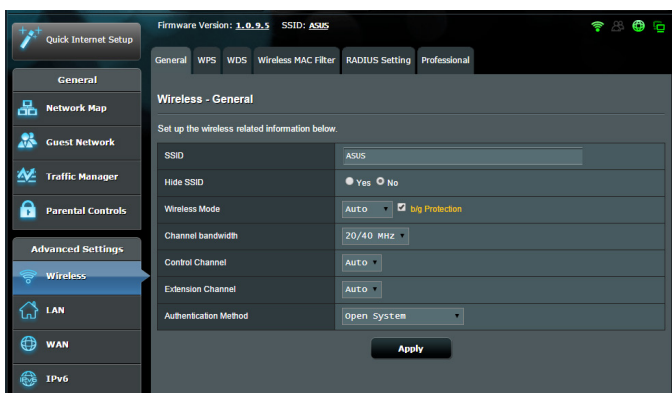 Quick Internet Setup
General
Network Map
Guest Network
Traffic Manager
Parental Controls
Advanced Settings
Wireless
LAN
WAN
IPv6
Firmware Version: 1.0.9.5 SSID: ASUS
General WPS WDS Wireless MAC Filter RADIUS Setting Professional
Wireless - General
Set up the wireless related information below.
SSID ASUS
Hide SSID Yes No
Wireless Mode Auto b/g Protection
Channel bandwidth 20/40 MHz
Control Channel Auto
Extension Channel Auto
Authentication Method Open System
Apply